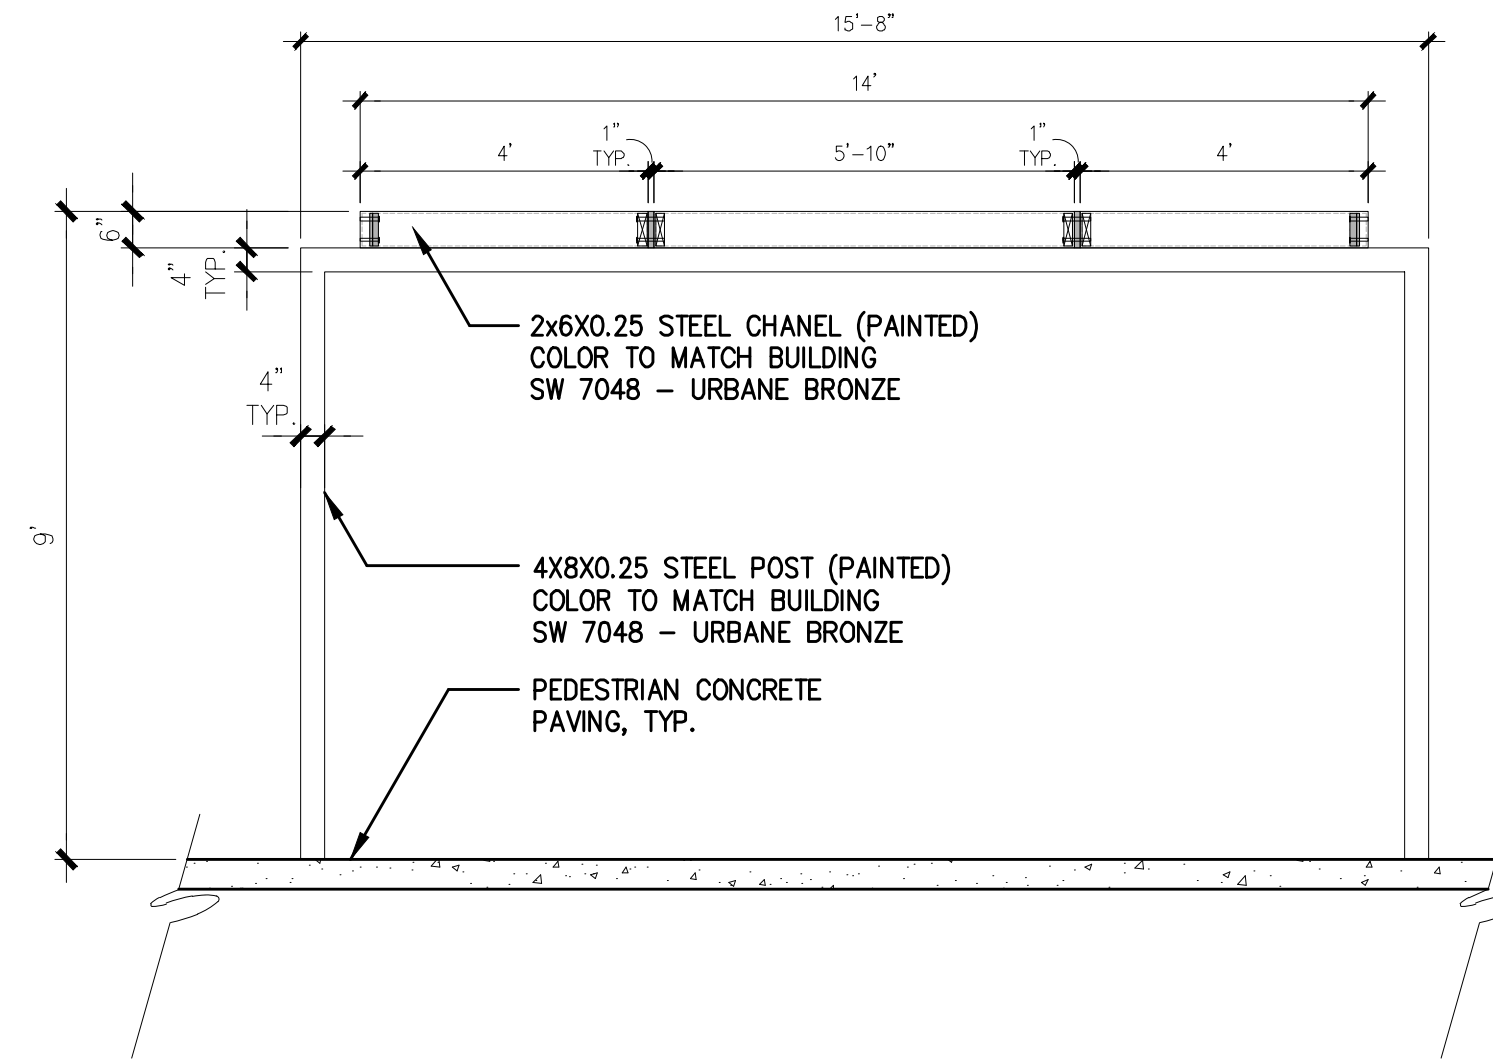 15'-8"
14'
4'
1"
TYP.
5'-10"
1"
TYP.
4'
6"
4"
TYP.
2x6X0.25 STEEL CHANEL (PAINTED)
COLOR TO MATCH BUILDING
SW 7048 - URBANE BRONZE
4"
TYP.
9'
4X8X0.25 STEEL POST (PAINTED)
COLOR TO MATCH BUILDING
SW 7048 - URBANE BRONZE
PEDESTRIAN CONCRETE
PAVING, TYP.